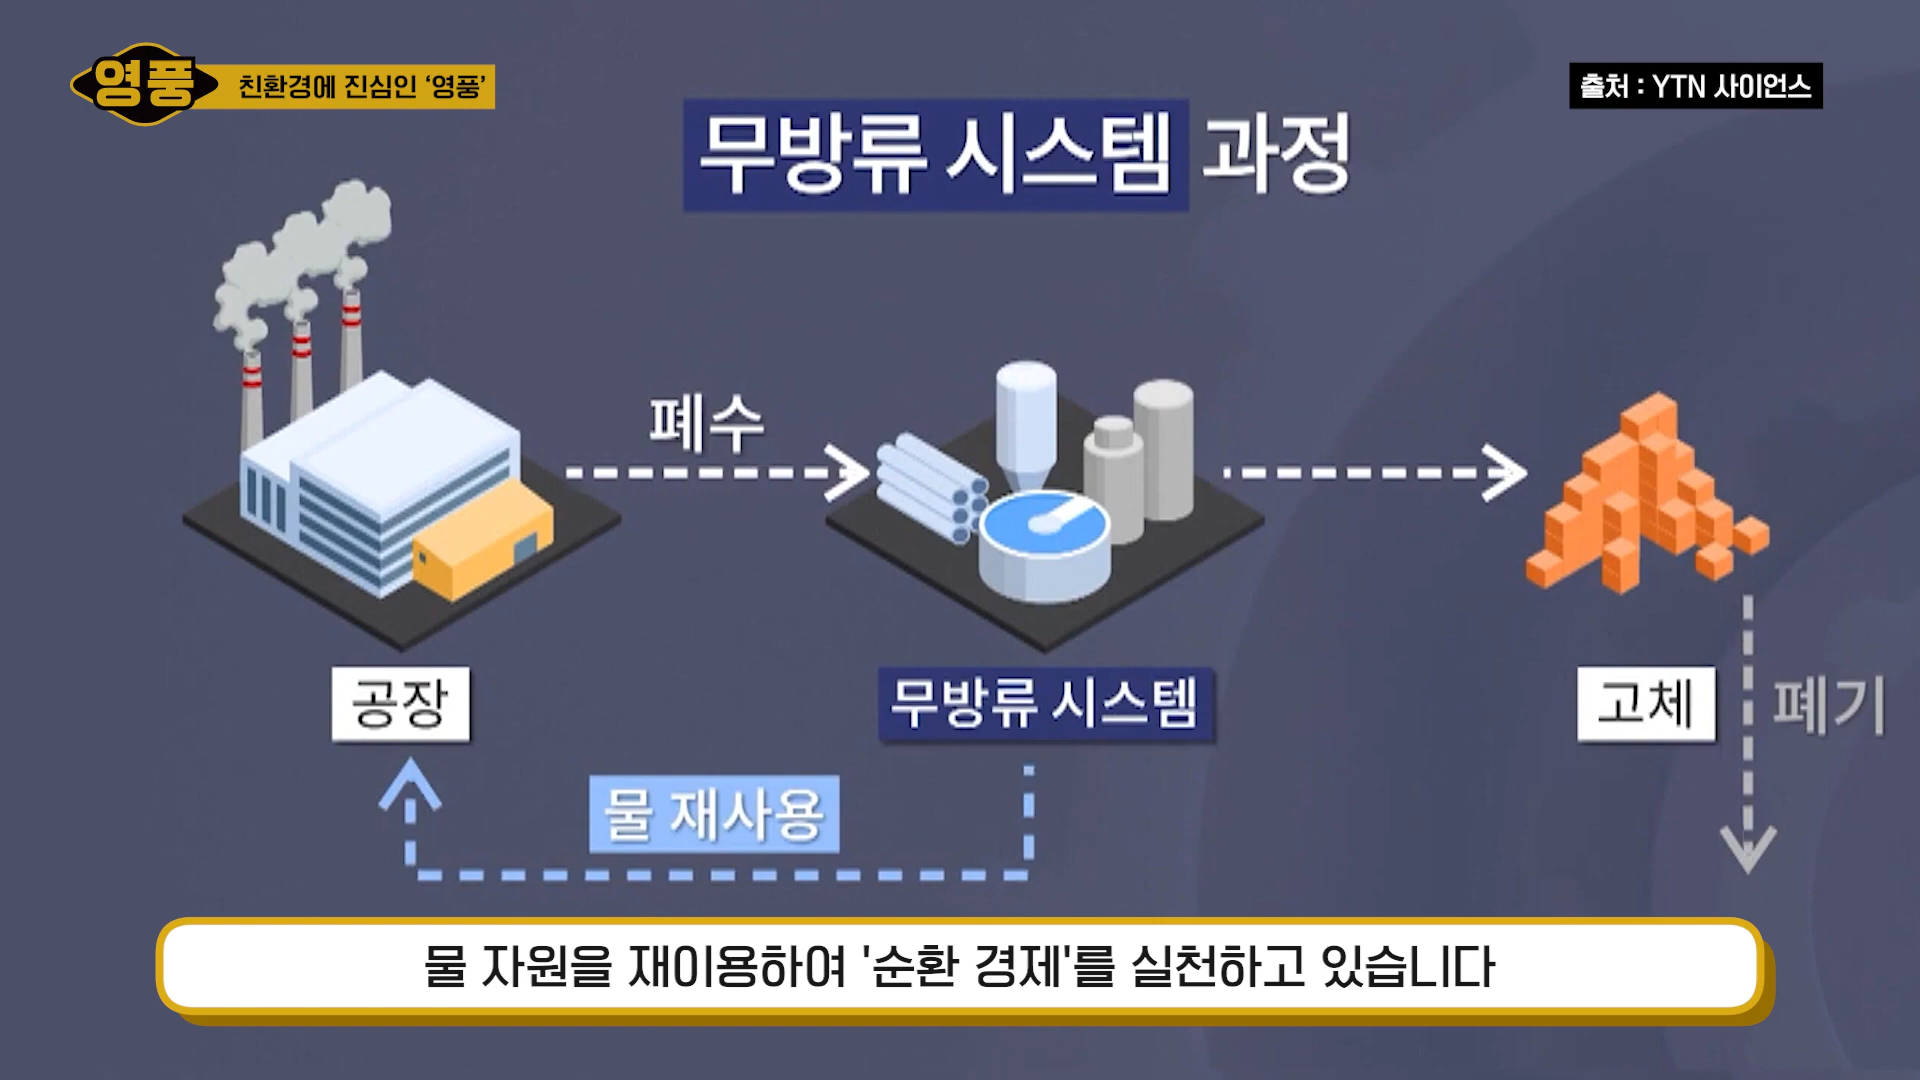 영풍
친환경에 진심인 ‘영풍’
출처 : YTN 사이언스
무방류 시스템 과정
폐수
공장
무방류 시스템
고체
폐기
물 재사용
물 자원을 재이용하여 '순환 경제'를 실천하고 있습니다